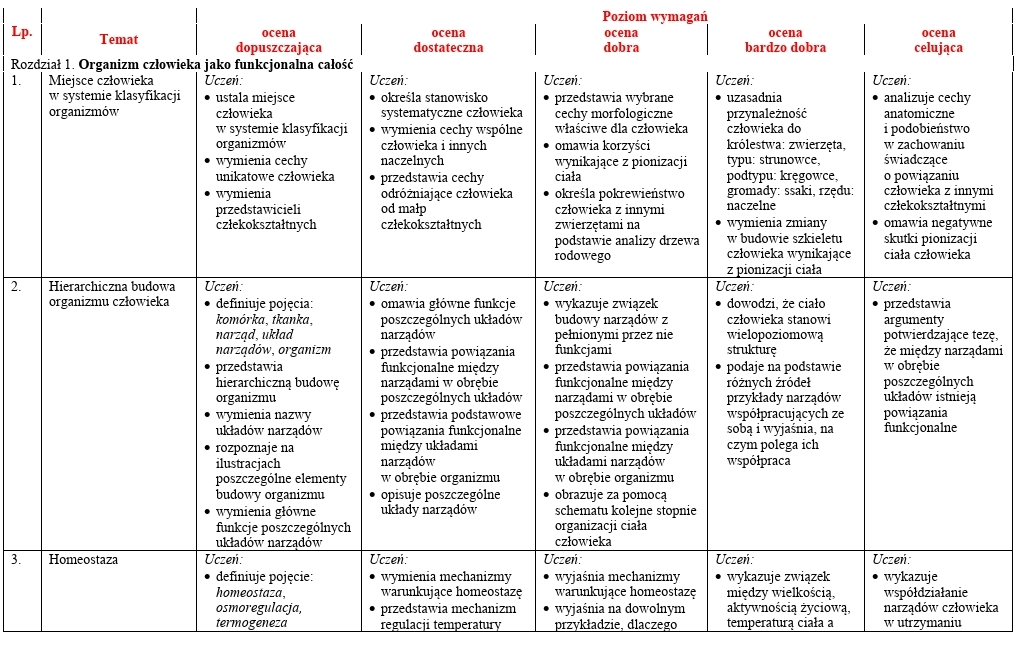 Lp.
Temat
Poziom wymagań
ocena
dopuszczająca
ocena
dostateczna
ocena
dobra
ocena
bardzo dobra
ocena
celująca
Rozdział 1. Organizm człowieka jako funkcjonalna całość
1.
Miejsce człowieka
w systemie klasyfikacji
organizmów
Uczeń:
• ustala miejsce
człowieka
w systemie klasyfikacji
organizmów
• wymienia cechy
unikatowe człowieka
• wymienia
przedstawicieli
człekokształtnych
Uczeń:
• określa stanowisko
systematyczne człowieka
• wymienia cechy wspólne
człowieka i innych
naczelnych
• przedstawia cechy
odróżniające człowieka
od małp
człekokształtnych
Uczeń:
• przedstawia wybrane
cechy morfologiczne
właściwe dla człowieka
• omawia korzyści
wynikające z pionizacji
ciała
• określa pokrewieństwo
człowieka z innymi
zwierzętami na
podstawie analizy drzewa
rodowego
Uczeń:
• uzasadnia
przynależność
człowieka do
królestwa: zwierzęta,
typu: strunowce,
podtypu: kręgowce,
gromady: ssaki, rzędu:
naczelne
• wymienia zmiany
w budowie szkieletu
człowieka wynikające
z pionizacji ciała
Uczeń:
• analizuje cechy
anatomiczne
i podobieństwo
w zachowaniu
świadczące
o powiązaniu
człowieka z innymi
człekokształtnymi
• omawia negatywne
skutki pionizacji
ciała człowieka
2.
Hierarchiczna budowa
organizmu człowieka
Uczeń:
• definiuje pojęcia:
komórka, tkanka,
narząd, układ
narządów, organizm
• przedstawia
hierarchiczną budowę
organizmu
• wymienia nazwy
układów narządów
• rozpoznaje na
ilustracjach
poszczególne elementy
budowy organizmu
• wymienia główne
funkcje poszczególnych
układów narządów
Uczeń:
• omawia główne funkcje
poszczególnych układów
narządów
• przedstawia powiązania
funkcjonalne między
narządami w obrębie
poszczególnych układów
• przedstawia podstawowe
powiązania funkcjonalne
między układami
narządów
w obrębie organizmu
• opisuje poszczególne
układy narządów
Uczeń:
• wykazuje związek
budowy narządów z
pełnionymi przez nie
funkcjami
• przedstawia powiązania
funkcjonalne między
narządami w obrębie
poszczególnych układów
• przedstawia powiązania
funkcjonalne między
układami narządów
w obrębie organizmu
• obrazuje za pomocą
schematu kolejne stopnie
organizacji ciała
człowieka
Uczeń:
• dowodzi, że ciało
człowieka stanowi
wielopoziomową
strukturę
• podaje na podstawie
różnych źródeł
przykłady narządów
współpracujących ze
sobą i wyjaśnia, na
czym polega ich
współpraca
Uczeń:
• przedstawia
argumenty
potwierdzające tezę,
że między narządami
w obrębie
poszczególnych
układów istnieją
powiązania
funkcjonalne
3.
Homeostaza
Uczeń:
• definiuje pojęcie:
homeostaza,
osmoregulacja,
termogeneza
Uczeń:
• wymienia mechanizmy
warunkujące homeostazę
• przedstawia mechanizm
regulacji temperatury
Uczeń:
• wyjaśnia mechanizmy
warunkujące homeostazę
• wyjaśnia na dowolnym
przykładzie, dlaczego
Uczeń:
• wykazuje związek
między wielkością,
aktywnością życiową,
temperaturą ciała a
Uczeń:
• wykazuje
współdziałanie
narządów człowieka
w utrzymaniu